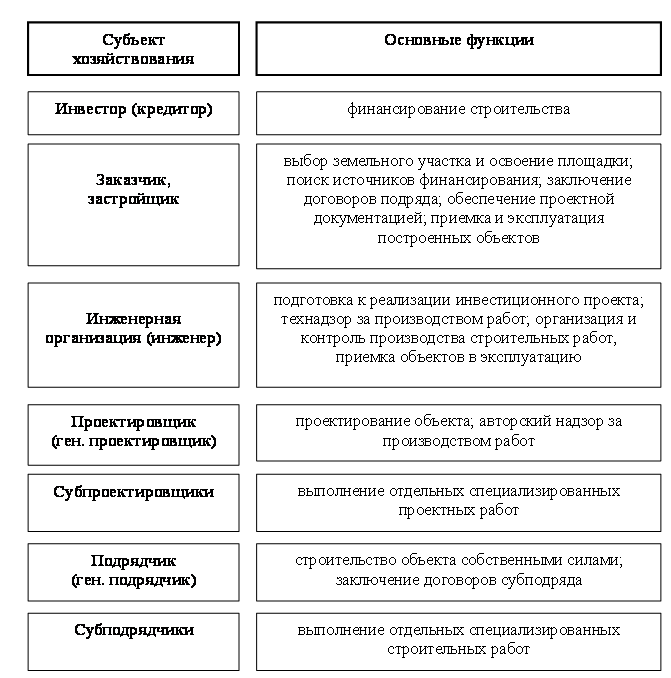 Субъект
хозяйствования
Основные функции
Инвестор (кредитор)
финансирование строительства
Заказчик,
застройщик
выбор земельного участка и освоение площадки;
поиск источников финансирования; заключение
договоров подряда; обеспечение проектной
документацией; приемка и эксплуатация
построенных объектов
Инженерная
организация (инженер)
подготовка к реализации инвестиционного проекта;
технадзор за производством работ; организация и
контроль производства строительных работ,
приемка объектов в эксплуатацию
Проектировщик
(ген. проектировщик)
проектирование объекта; авторский надзор за
производством работ
Субпроектировщики
выполнение отдельных специализированных
проектных работ
Подрядчик
(ген. подрядчик)
строительство объекта собственными силами;
заключение договоров субподряда
Субподрядчики
выполнение отдельных специализированных
строительных работ